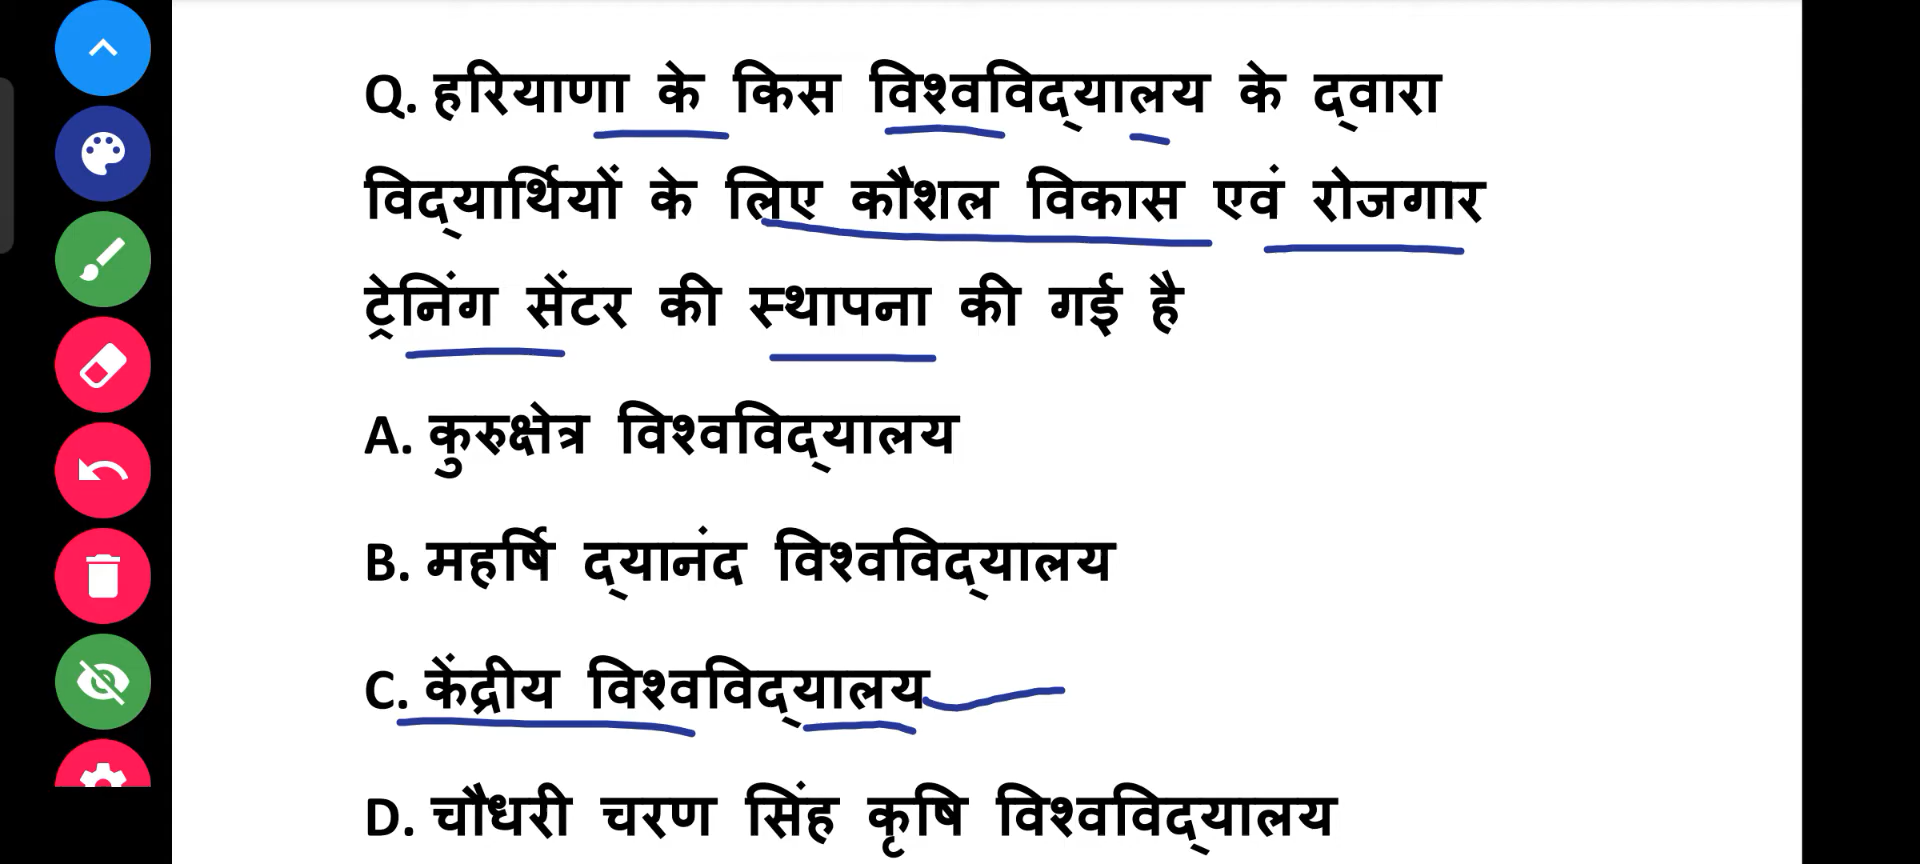 Q. हरियाणा के किस विश्वविद्यालय के द्वारा
विद्यार्थियों के लिए कौशल विकास एवं रोजगार
ट्रेनिंग सेंटर की स्थापना की गई है
A. कुरुक्षेत्र विश्वविद्यालय
B. महर्षि द्यानंद विश्वविद्यालय
C. केंद्रीय विश्वविद्यालय
D. चौधरी चरण सिंह कृषि विश्वविद्यालय